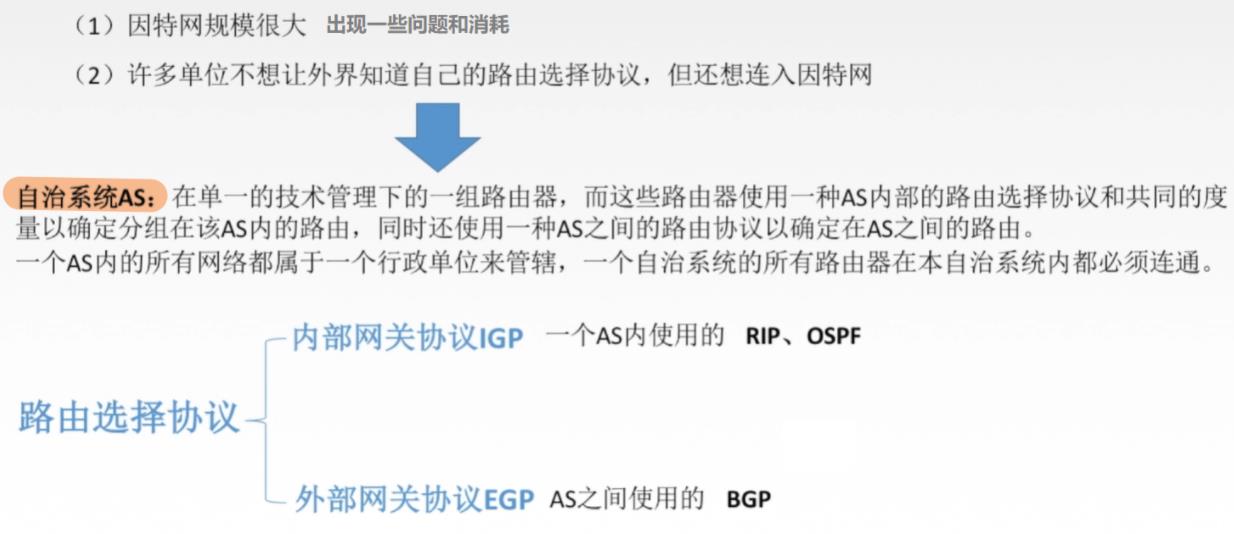 （1）因特网规模很大 出现一些问题和消耗
（2）许多单位不想让外界知道自己的路由选择协议，但还想连入因特网
自治系统AS：在单一的技术管理下的一组路由器，而这些路由器使用一种AS内部的路由选择协议和共同的度
量以确定分组在该AS内的路由，同时还使用一种AS之间的路由协议以确定在AS之间的路由。
一个AS内的所有网络都属于一个行政单位来管辖，一个自治系统的所有路由器在本自治系统内都必须连通。
内部网关协议IGP 一个AS内使用的 RIP、OSPF
路由选择协议
外部网关协议EGP AS之间使用的 BGP